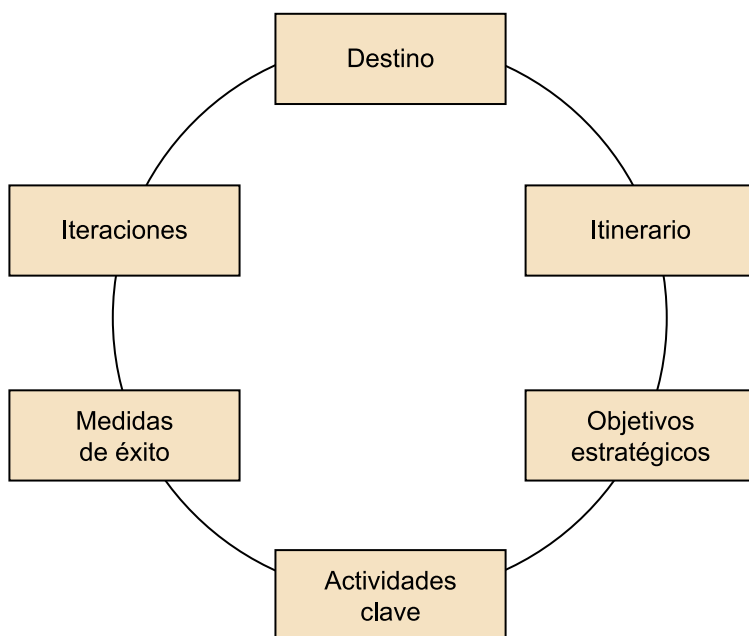 Destino
Iteraciones
Itinerario
Medidas
de éxito
Objetivos
estratégicos
Actividades
clave